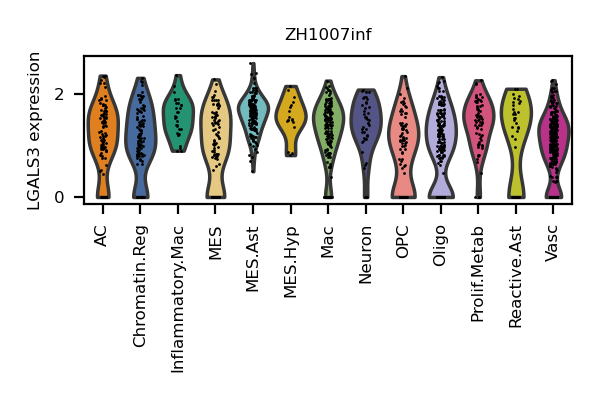 ZH1007inf
LGALS3 expression
2
0
AC
Chromatin.Reg
Inflammatory.Mac
MES
MES.Ast
MES.Hyp
Mac
Neuron
OPC
Oligo
Prolif.Metab
Reactive.Ast
Vasc